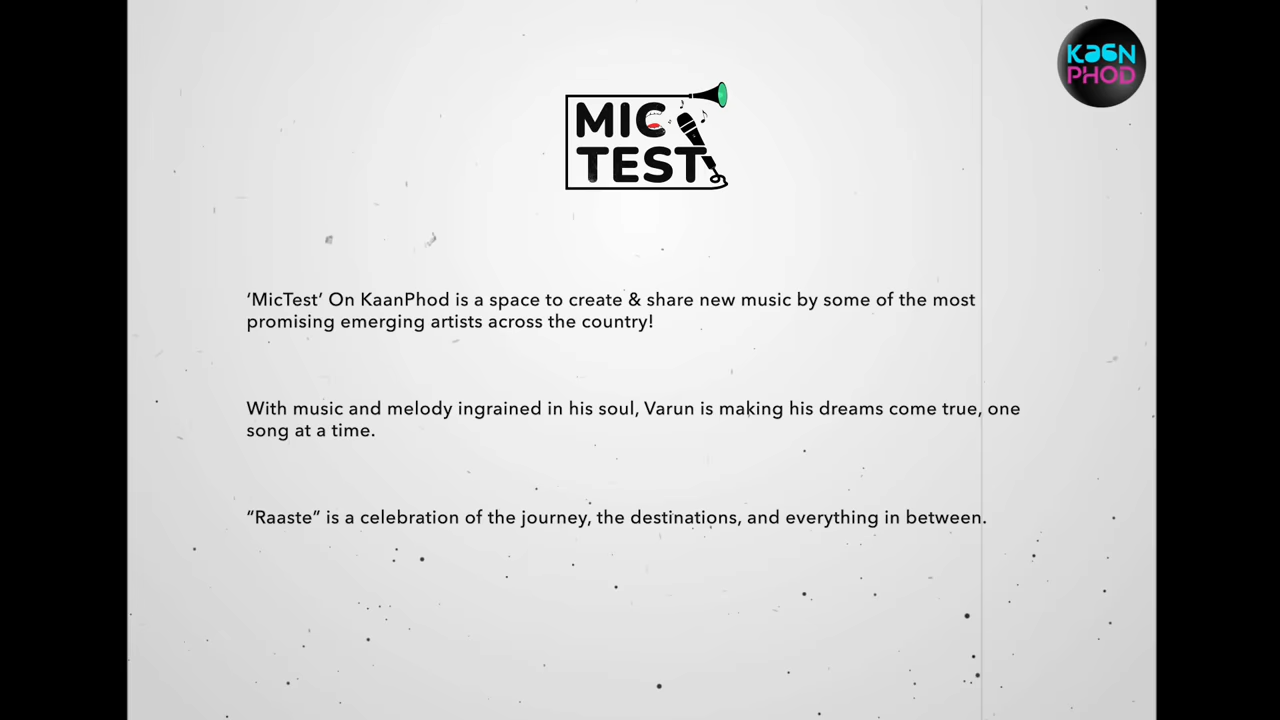 KaaN
PHOD
MIC
TEST
‘MicTest’ On KaanPhod is a space to create & share new music by some of the most
promising emerging artists across the country!
With music and melody ingrained in his soul, Varun is making his dreams come true, one
song at a time.
“Raaste” is a celebration of the journey, the destinations, and everything in between.